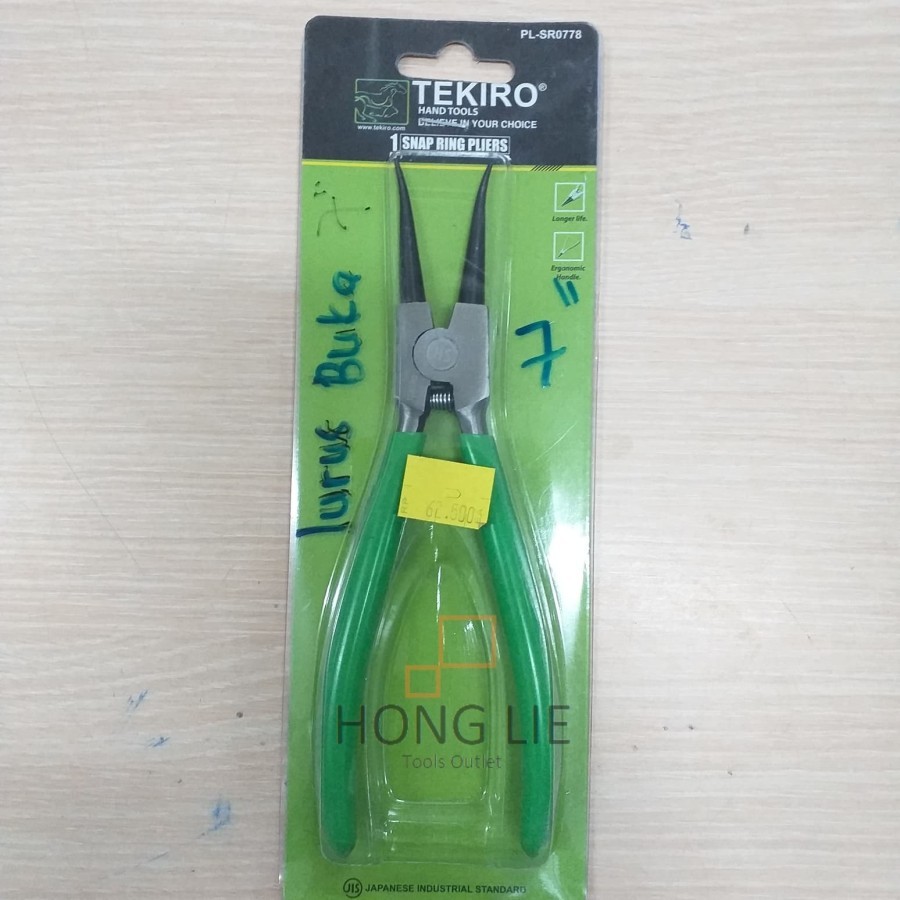 PL-SR0778
TEKIRO®
HAND TOOLS
BELIEVE IN YOUR CHOICE
www.tekiro.com
1 SNAP RING PLIERS
Longer life.
Ergonomic
Handle.
lurus Buka
7"
JIS
HONG LIE
Tools Outlet
JIS JAPANESE INDUSTRIAL STANDARD